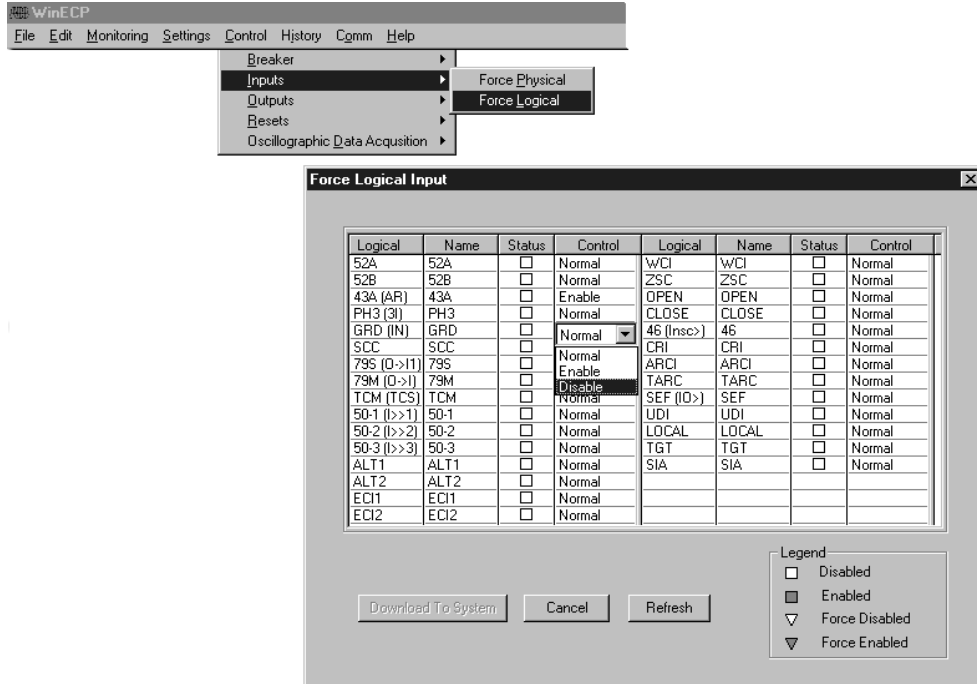 WinECP
File Edit Monitoring Settings Control History Comm Help
Breaker
Inputs
Outputs
Resets
Oscillographic Data Acqusition
Force Physical
Force Logical
Force Logical Input
Logical Name Status Control Logical Name Status Control
52A 52A Normal WCI WCI Normal
52B 52B Normal ZSC ZSC Normal
43A (AR) 43A Enable OPEN OPEN Normal
PH3 (3I) PH3 Normal CLOSE CLOSE Normal
GRD (IN) GRD Normal 46 (Insc>) 46 Normal
SCC SCC Normal CRI CRI Normal
79S (O->I1) 79S Enable ARCI ARCI Normal
79M (O->I) 79M Disable TARC TARC Normal
TCM (TCS) TCM Normal SEF (IO>) SEF Normal
50-1 (I>>1) 50-1 Normal UDI UDI Normal
50-2 (I>>2) 50-2 Normal LOCAL LOCAL Normal
50-3 (I>>3) 50-3 Normal TGT TGT Normal
ALT1 ALT1 Normal SIA SIA Normal
ALT2 ALT2 Normal
ECI1 ECI1 Normal
ECI2 ECI2 Normal
Legend
Disabled
Enabled
Force Disabled
Force Enabled
Download To System Cancel Refresh